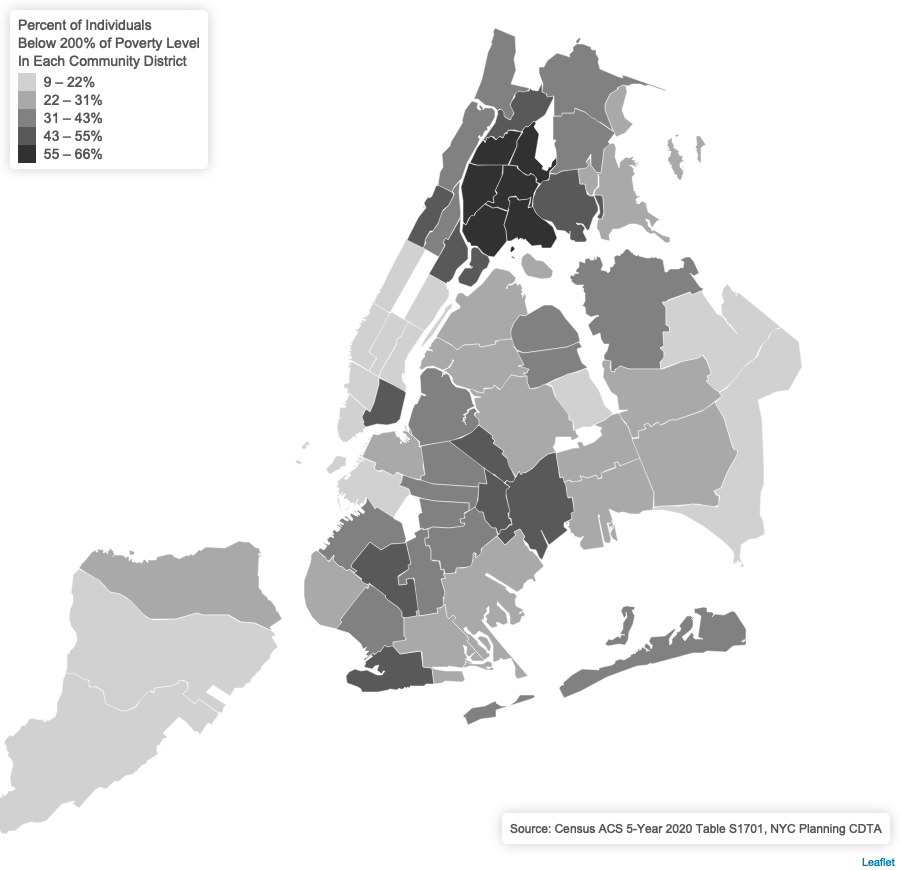 Percent of Individuals
Below 200% of Poverty Level
In Each Community District
9 – 22%
22 – 31%
31 – 43%
43 – 55%
55 – 66%
Source: Census ACS 5-Year 2020 Table S1701, NYC Planning CDTA
Leaflet